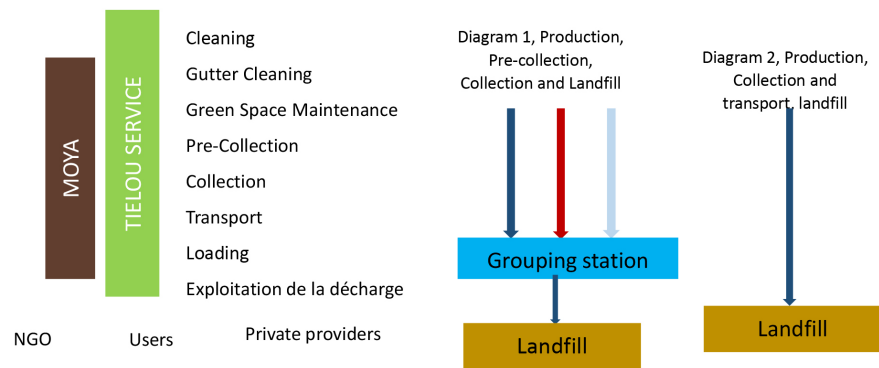 MOYA
TIELOU SERVICE
Cleaning
Gutter Cleaning
Green Space Maintenance
Pre-Collection
Collection
Transport
Loading
Exploitation de la décharge
NGO
Users
Private providers
Diagram 1, Production,
Pre-collection,
Collection and Landfill
Grouping station
Landfill
Diagram 2, Production,
Collection and
transport, landfill
Landfill